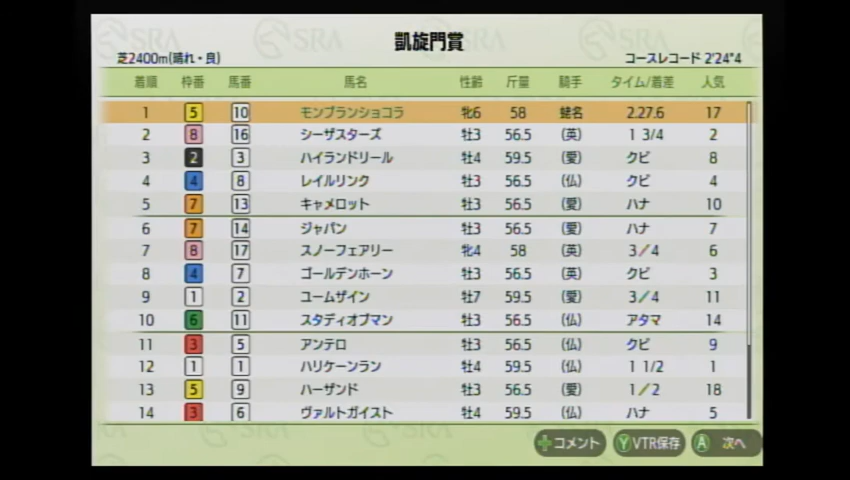 凱旋門賞
芝2400m(晴れ・良) コースレコード 2'24"4
着順 枠番 馬番 馬名 性齢 斤量 騎手 タイム/着差 人気
1 5 10 モンブランショコラ 牝6 58 蛯名 2.27.6 17
2 8 16 シーザスターズ 牡3 56.5 (英) 1 3/4 2
3 2 3 ハイランドリール 牡4 59.5 (愛) クビ 8
4 4 8 レイルリンク 牡3 56.5 (仏) クビ 4
5 7 13 キャメロット 牡3 56.5 (愛) ハナ 10
6 7 14 ジャパン 牡3 56.5 (愛) ハナ 7
7 8 17 スノーフェアリー 牝4 58 (英) 3/4 6
8 4 7 ゴールデンホーン 牡3 56.5 (英) クビ 3
9 1 2 ユームザイン 牡7 59.5 (愛) 3/4 11
10 6 11 スタディオブマン 牡3 56.5 (仏) アタマ 14
11 3 5 アンテロ 牡3 56.5 (仏) クビ 9
12 1 1 ハリケーンラン 牡4 59.5 (仏) 1 1/2 1
13 5 9 ハーザンド 牡3 56.5 (愛) 1/2 18
14 3 6 ヴァルトガイスト 牡4 59.5 (仏) ハナ 5
コメント Y VTR保存 A 次へ
SRA SRA SRA
SRA SRA SRA